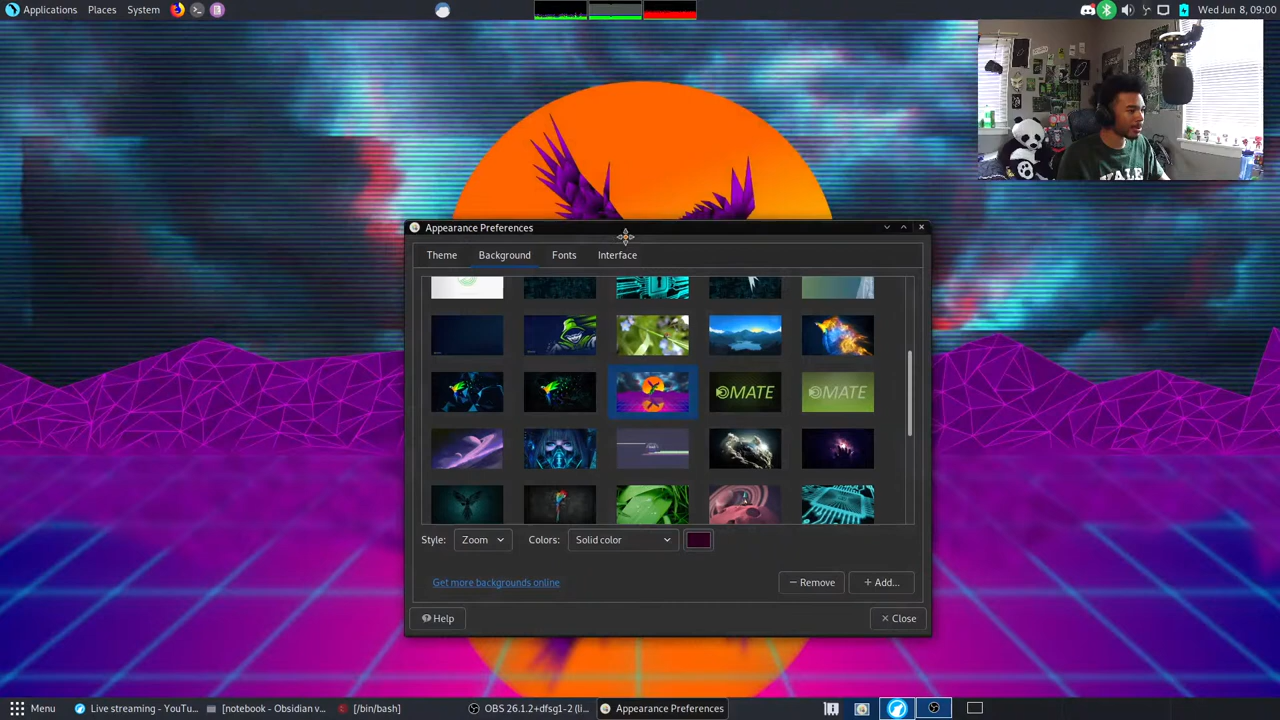 Applications Places System
Wed Jun 8, 09:00
YALE
Appearance Preferences
Theme Background Fonts Interface
MATE MATE
Style: Zoom Colors: Solid color
Get more backgrounds online
Remove Add...
Help Close
Menu Live streaming - YouTu... [notebook - Obsidian v... [/bin/bash] OBS 26.1.2+dfsg1-2 (li... Appearance Preferences